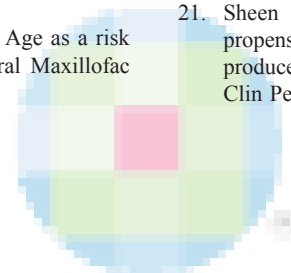 Age as a risk
ral Maxillofac
21. Sheen
propens
produce
Clin Pe